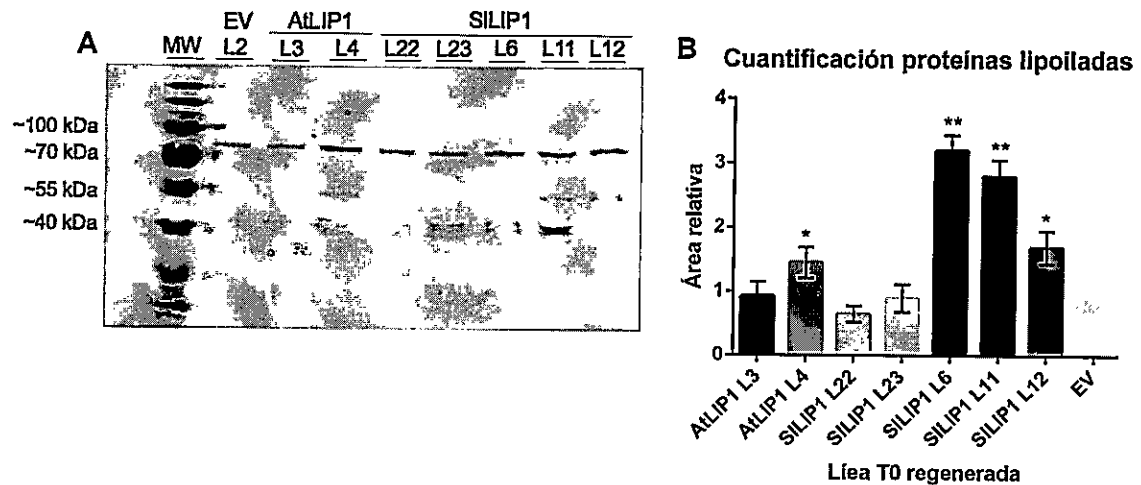 A
EV AtLIP1 SlLIP1
MW L2 L3 L4 L22 L23 L6 L11 L12
~100 kDa
~70 kDa
~55 kDa
~40 kDa
B Cuantificación proteínas lipoiladas
Área relativa
4
3
2
1
0
* ** ** *
AtLIP1 L3
AtLIP1 L4
SlLIP1 L22
SlLIP1 L23
SlLIP1 L6
SlLIP1 L11
SlLIP1 L12
EV
Líea T0 regenerada